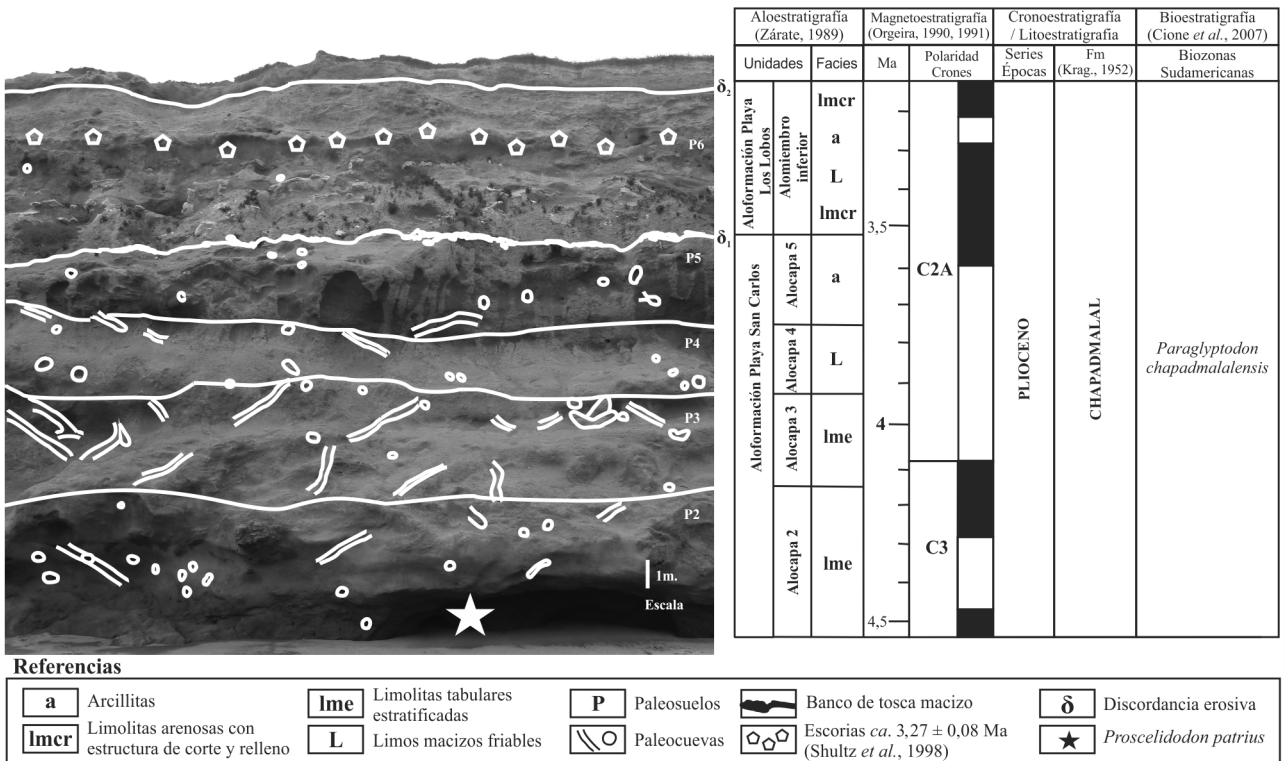 δ2
P6
δ1
P5
P4
P3
P2
1m.
Escala
Aloestratigrafía
(Zárate, 1989)
Magnetoestratigrafía
(Orgeira, 1990, 1991)
Cronoestratigrafía
/ Litoestratigrafía
Bioestratigrafía
(Cione et al., 2007)
Unidades
Facies
Ma
Polaridad
Crones
Series
Épocas
Fm
(Krag., 1952)
Biozonas
Sudamericanas
Aloformación Playa
Los Lobos
Alomiembro
inferior
lmcr
a
L
lmcr
Aloformación Playa San Carlos
Alocapa 5
a
Alocapa 4
L
Alocapa 3
lme
Alocapa 2
lme
3,5
4
4,5
C2A
C3
PLIOCENO
CHAPADMALAL
Paraglyptodon
chapadmalalensis
Referencias
a
Arcillitas
lmcr
Limolitas arenosas con
estructura de corte y relleno
lme
Limolitas tabulares
estratificadas
L
Limos macizos friables
P
Paleosuelos
Paleocuevas
Banco de tosca macizo
Escorias ca. 3,27 ± 0,08 Ma
(Shultz et al., 1998)
δ
Discordancia erosiva
Proscelidodon patrius